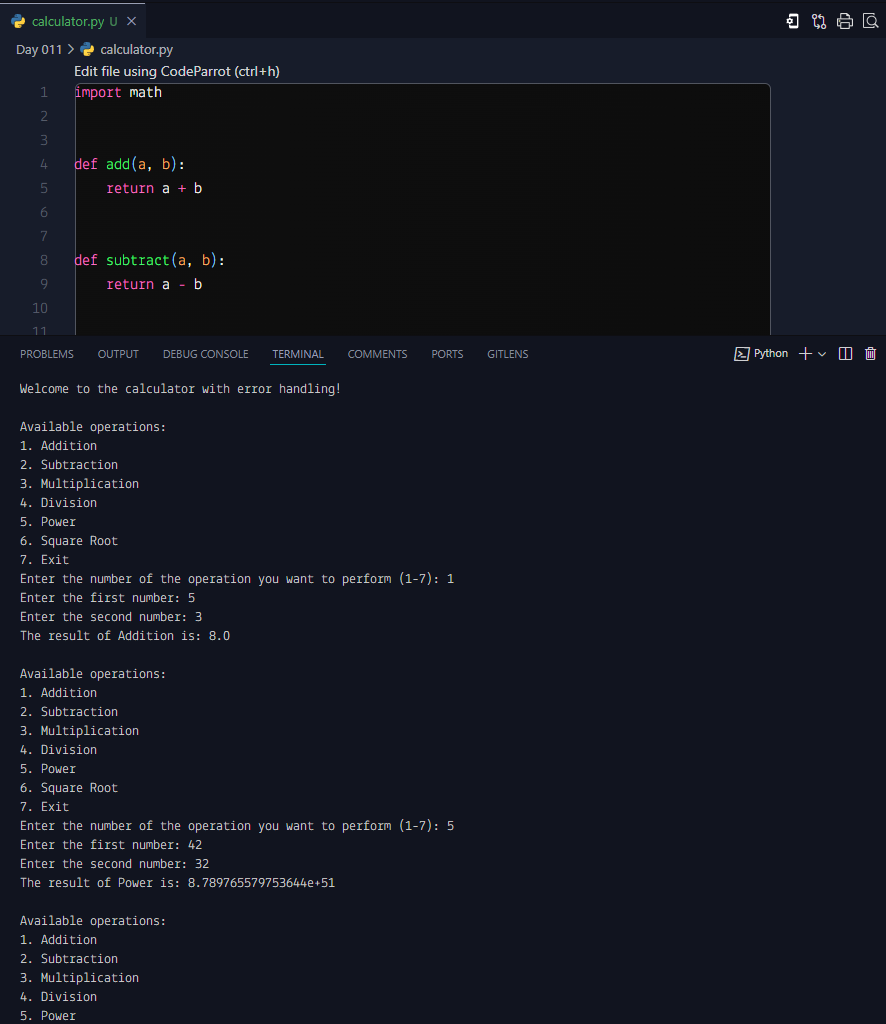 calculator.py U
Day 011 > calculator.py
Edit file using CodeParrot (ctrl+h)
1 import math
2
3
4 def add(a, b):
5     return a + b
6
7
8 def subtract(a, b):
9     return a - b
10
11
PROBLEMS OUTPUT DEBUG CONSOLE TERMINAL COMMENTS PORTS GITLENS Python
Welcome to the calculator with error handling!

Available operations:
1. Addition
2. Subtraction
3. Multiplication
4. Division
5. Power
6. Square Root
7. Exit
Enter the number of the operation you want to perform (1-7): 1
Enter the first number: 5
Enter the second number: 3
The result of Addition is: 8.0

Available operations:
1. Addition
2. Subtraction
3. Multiplication
4. Division
5. Power
6. Square Root
7. Exit
Enter the number of the operation you want to perform (1-7): 5
Enter the first number: 42
Enter the second number: 32
The result of Power is: 8.789765579753644e+51

Available operations:
1. Addition
2. Subtraction
3. Multiplication
4. Division
5. Power